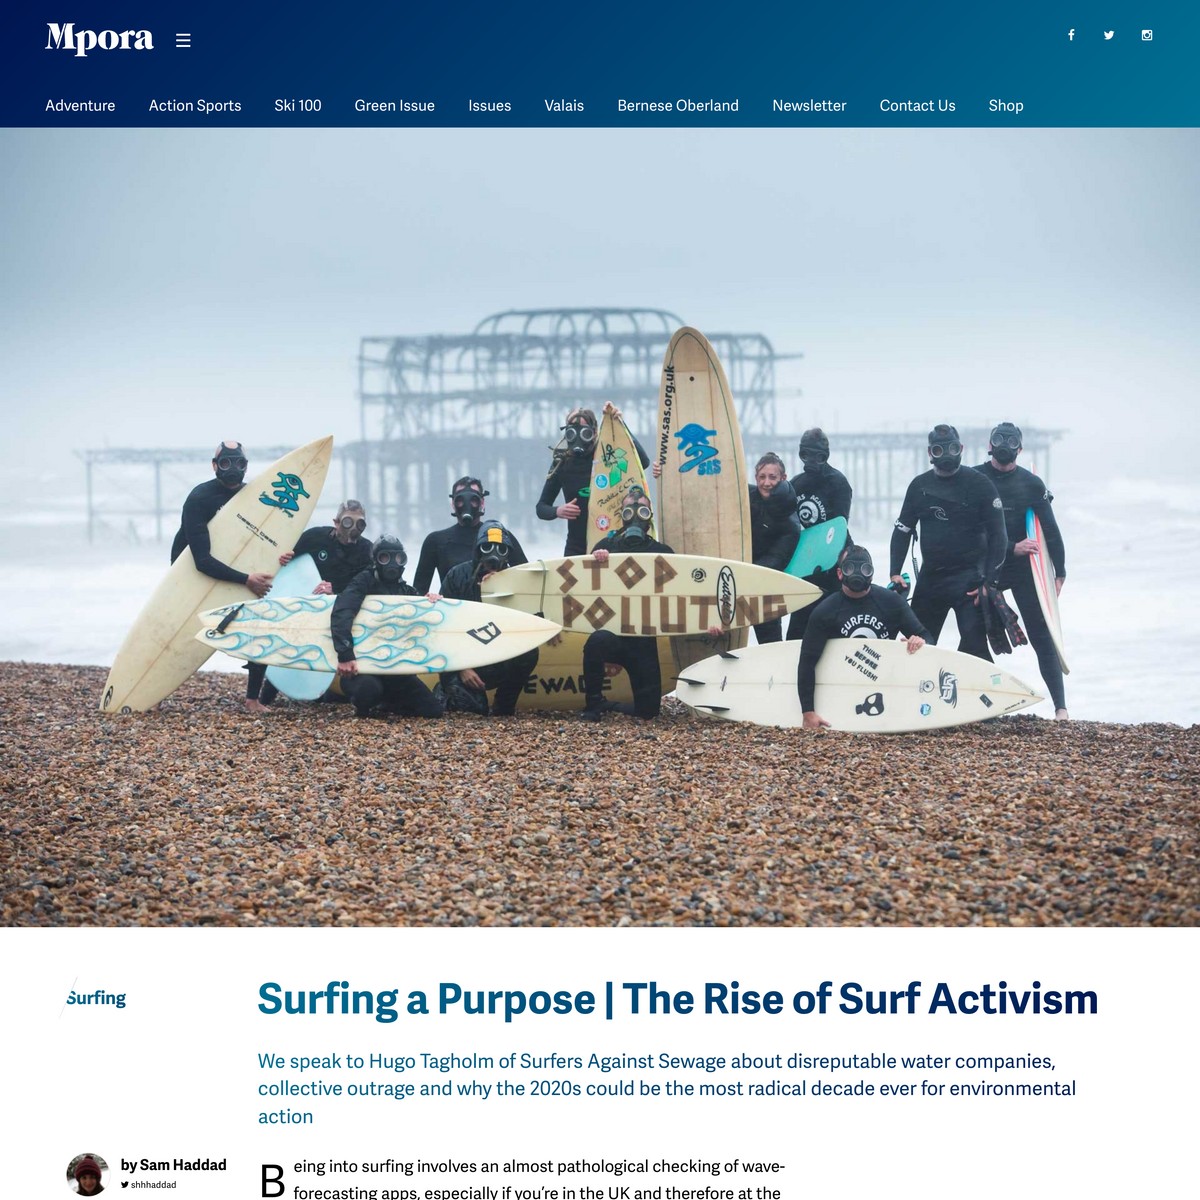 Mpora
Adventure Action Sports Ski 100 Green Issue Issues Valais Bernese Oberland Newsletter Contact Us Shop
www.sas.org.uk
SAS
AGAINST
STOP
POLLUTING
SURFERS
THINK
BEFORE
YOU FLUSH!
Surfing
Surfing a Purpose | The Rise of Surf Activism
We speak to Hugo Tagholm of Surfers Against Sewage about disreputable water companies,
collective outrage and why the 2020s could be the most radical decade ever for environmental
action
by Sam Haddad
shhhaddad
Being into surfing involves an almost pathological checking of wave-
forecasting apps, especially if you’re in the UK and therefore at the